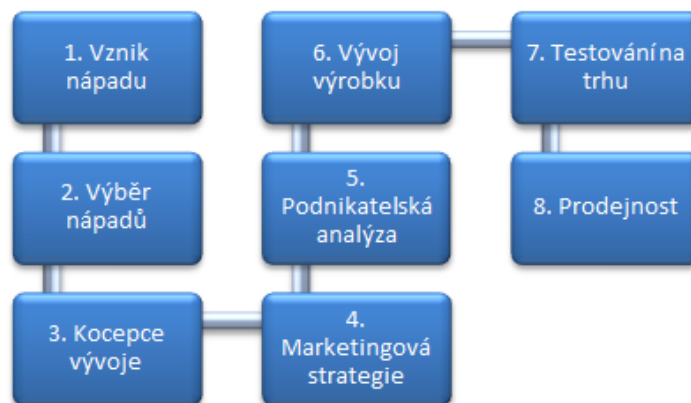 1. Vznik
nápadu
2. Výběr
nápadů
3. Kocepce
vývoje
4.
Marketingová
strategie
5.
Podnikatelská
analýza
6. Vývoj
výrobku
7. Testování na
trhu
8. Prodejnost